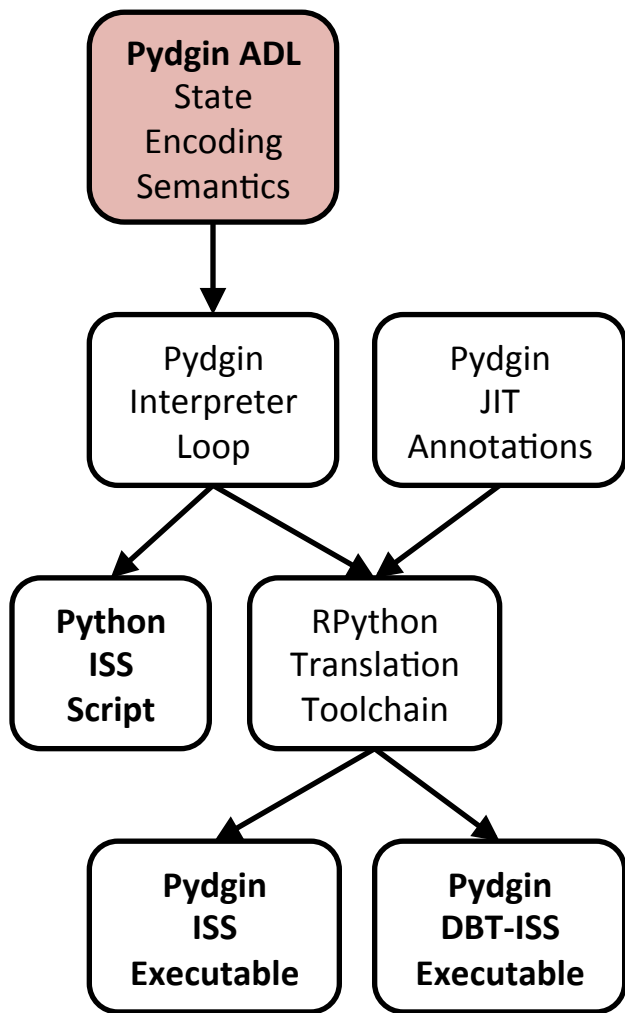 Pydgin ADL
State
Encoding
Semantics
Pydgin
Interpreter
Loop
Pydgin
JIT
Annotations
Python
ISS
Script
RPython
Translation
Toolchain
Pydgin
ISS
Executable
Pydgin
DBT-ISS
Executable